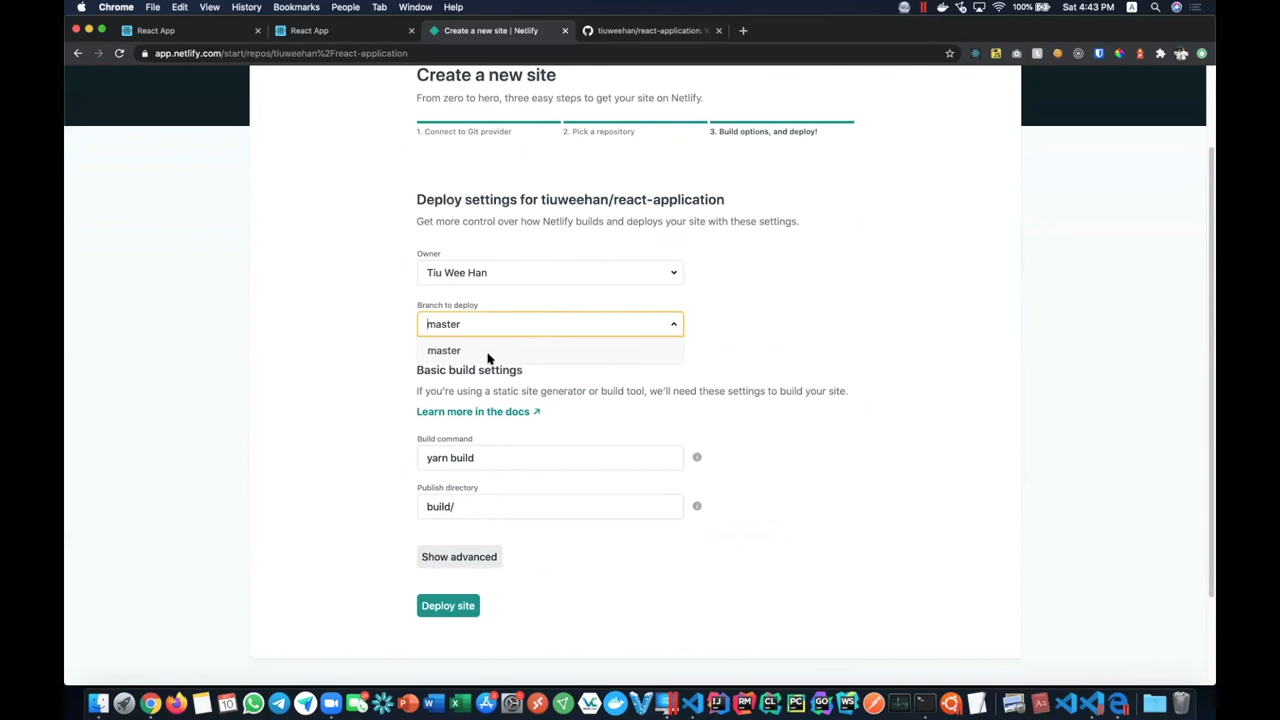 Chrome File Edit View History Bookmarks People Tab Window Help
100% A Sat 4:43 PM
React App
React App
Create a new site | Netlify
tiuweehan/react-application:
app.netlify.com/start/repos/tiuweehan%2Freact-application
Create a new site
From zero to hero, three easy steps to get your site on Netlify.
1. Connect to Git provider
2. Pick a repository
3. Build options, and deploy!
Deploy settings for tiuweehan/react-application
Get more control over how Netlify builds and deploys your site with these settings.
Owner
Tiu Wee Han
Branch to deploy
master
master
Basic build settings
If you're using a static site generator or build tool, we'll need these settings to build your site.
Learn more in the docs ↗
Build command
yarn build
Publish directory
build/
Show advanced
Deploy site